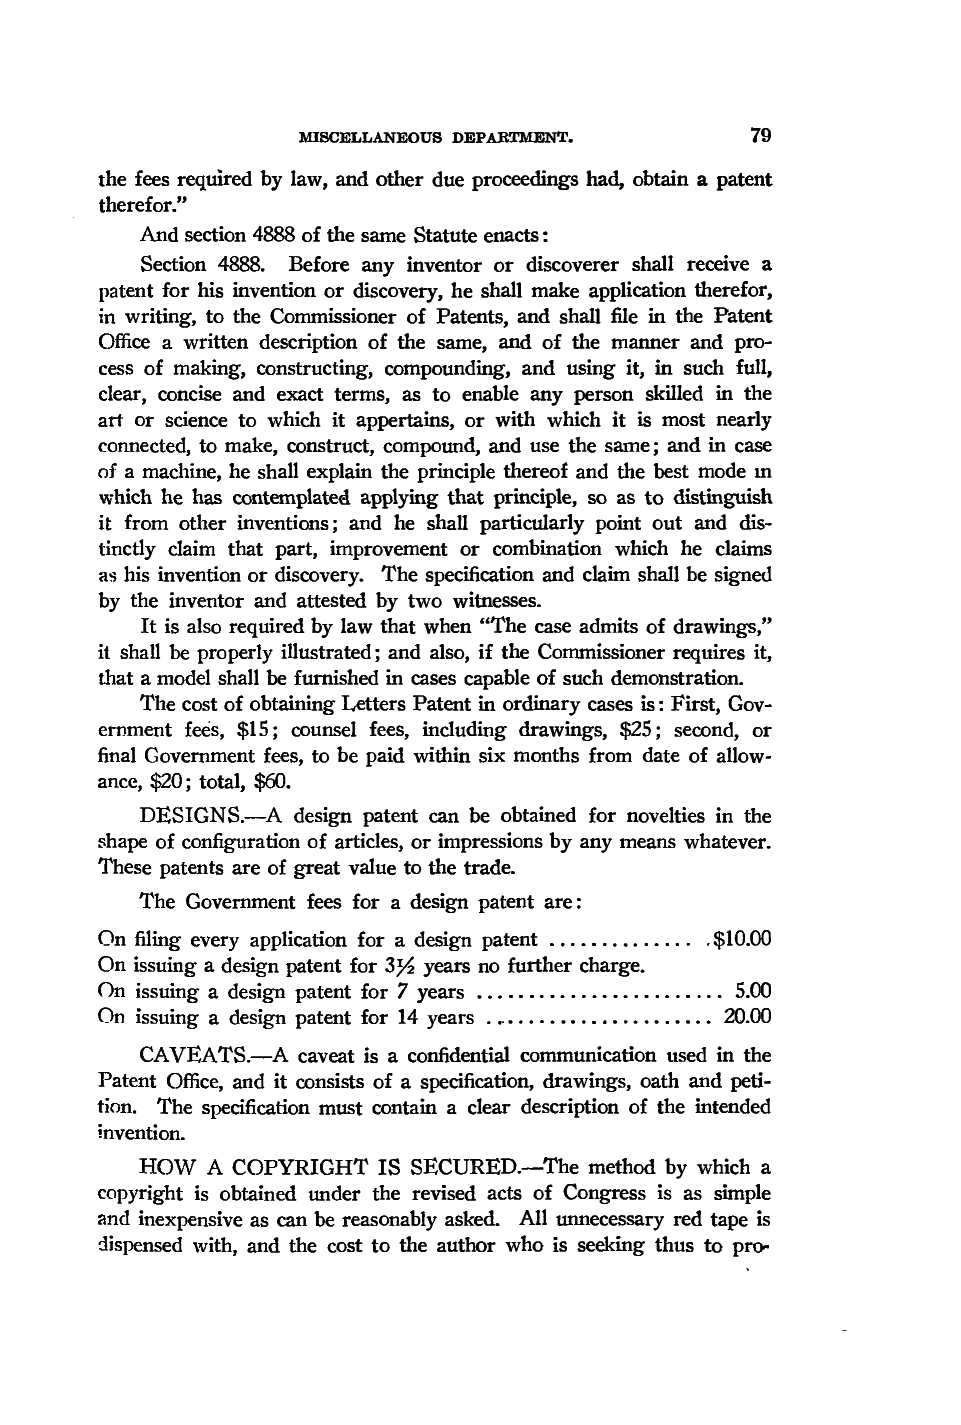 MISCELLANEOUS DEPARTMENT. 79
the fees required by law, and other due proceedings had, obtain a patent
therefor.”
And section 4888 of the same Statute enacts:
Section 4888. Before any inventor or discoverer shall receive a
patent for his invention or discovery, he shall make application therefor,
in writing, to the Commissioner of Patents, and shall file in the Patent
Office a written description of the same, and of the manner and pro-
cess of making, constructing, compounding, and using it, in such full,
clear, concise and exact terms, as to enable any person skilled in the
art or science to which it appertains, or with which it is most nearly
connected, to make, construct, compound, and use the same; and in case
of a machine, he shall explain the principle thereof and the best mode in
which he has contemplated applying that principle, so as to distinguish
it from other inventions; and he shall particularly point out and dis-
tinctly claim that part, improvement or combination which he claims
as his invention or discovery. The specification and claim shall be signed
by the inventor and attested by two witnesses.
It is also required by law that when “The case admits of drawings,”
it shall be properly illustrated; and also, if the Commissioner requires it,
that a model shall be furnished in cases capable of such demonstration.
The cost of obtaining Letters Patent in ordinary cases is: First, Gov-
ernment fees, $15; counsel fees, including drawings, $25; second, or
final Government fees, to be paid within six months from date of allow-
ance, $20; total, $60.
DESIGNS.—A design patent can be obtained for novelties in the
shape of configuration of articles, or impressions by any means whatever.
These patents are of great value to the trade.
The Government fees for a design patent are:
On filing every application for a design patent ............... $10.00
On issuing a design patent for 3½ years no further charge.
On issuing a design patent for 7 years ........................ 5.00
On issuing a design patent for 14 years ...................... 20.00
CAVEATS.—A caveat is a confidential communication used in the
Patent Office, and it consists of a specification, drawings, oath and peti-
tion. The specification must contain a clear description of the intended
invention.
HOW A COPYRIGHT IS SECURED.—The method by which a
copyright is obtained under the revised acts of Congress is as simple
and inexpensive as can be reasonably asked. All unnecessary red tape is
dispensed with, and the cost to the author who is seeking thus to pro-